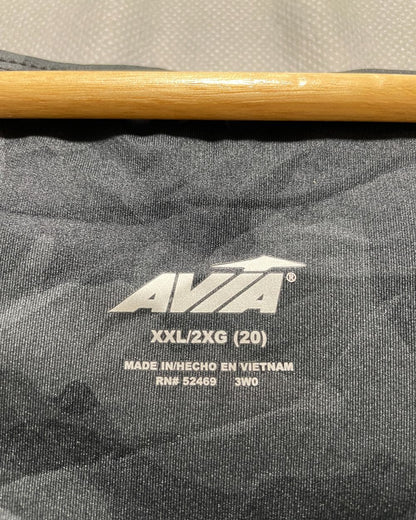 AVIA®
XXL/2XG (20)
MADE IN/HECHO EN VIETNAM
RN# 52469 3W0